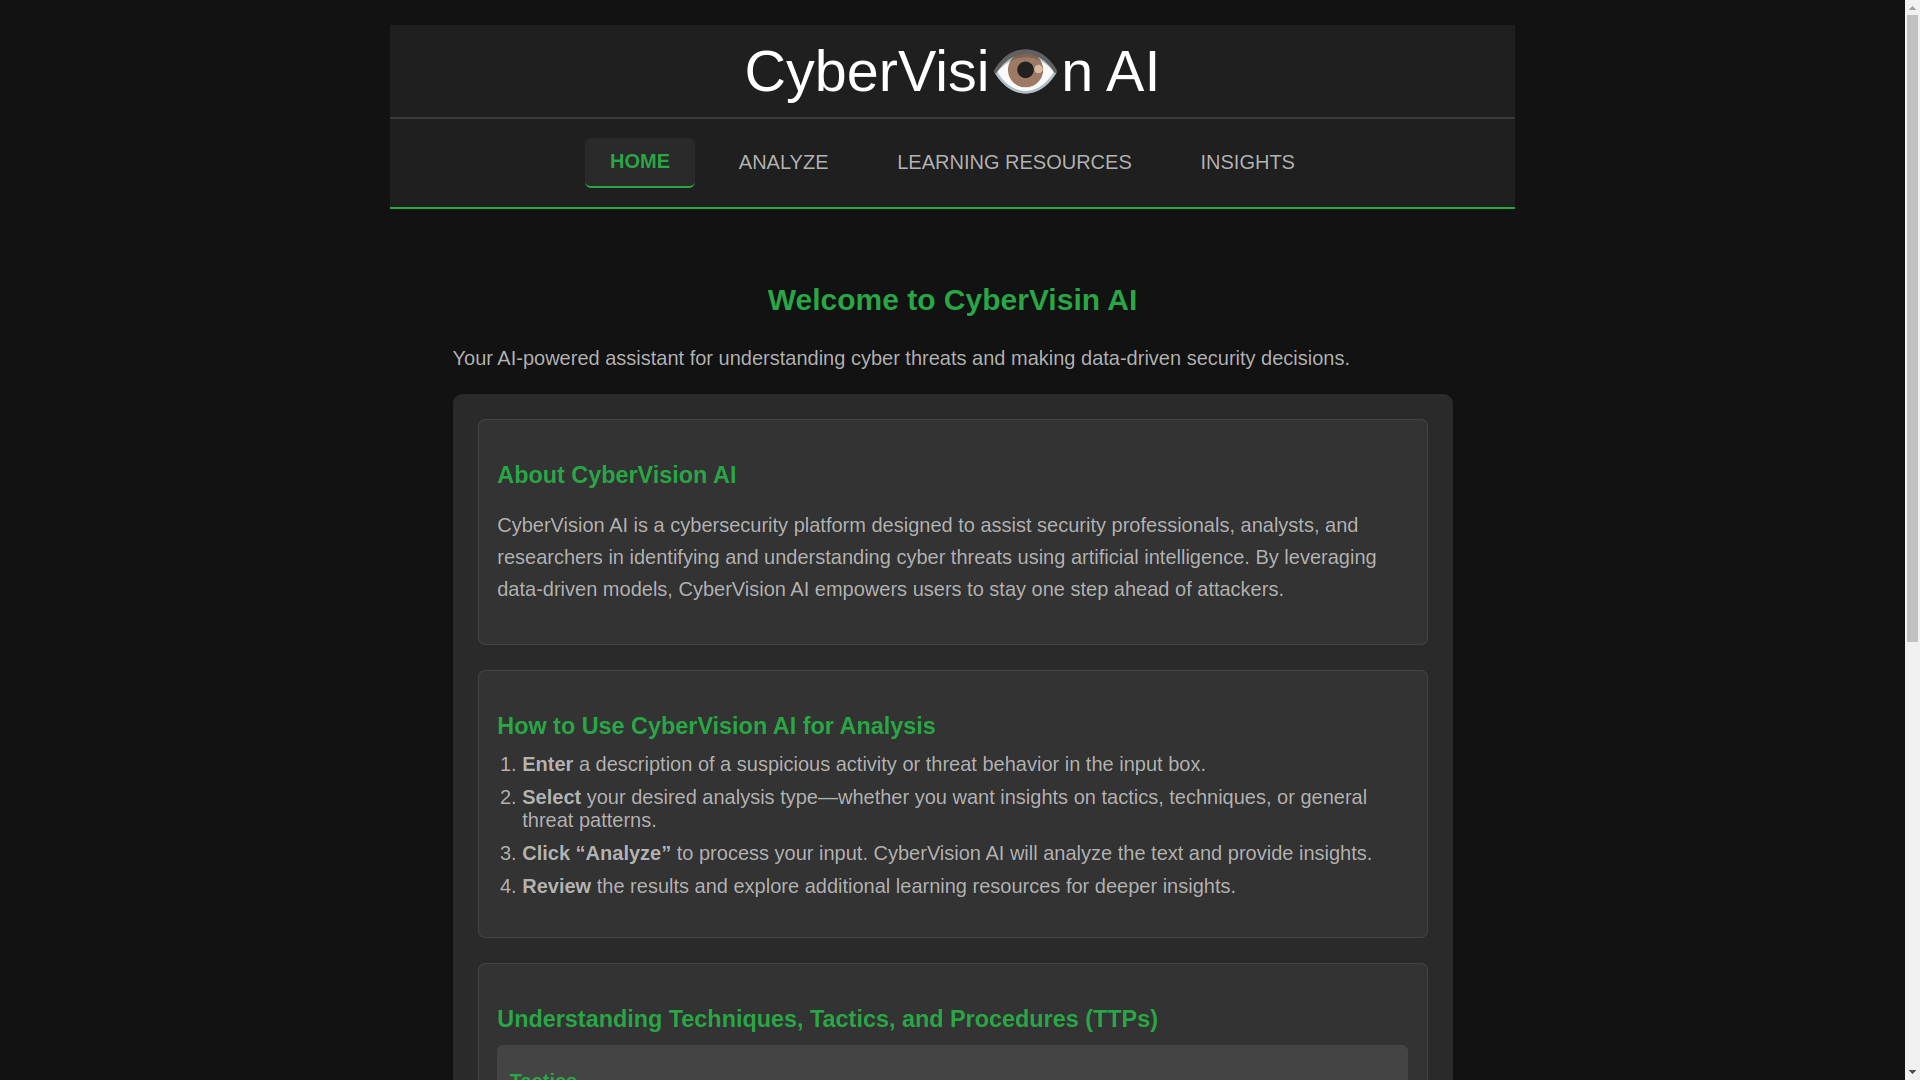 CyberVisi👁️n AI
HOME ANALYZE LEARNING RESOURCES INSIGHTS
Welcome to CyberVisin AI
Your AI-powered assistant for understanding cyber threats and making data-driven security decisions.
About CyberVision AI
CyberVision AI is a cybersecurity platform designed to assist security professionals, analysts, and
researchers in identifying and understanding cyber threats using artificial intelligence. By leveraging
data-driven models, CyberVision AI empowers users to stay one step ahead of attackers.
How to Use CyberVision AI for Analysis
1. Enter a description of a suspicious activity or threat behavior in the input box.
2. Select your desired analysis type—whether you want insights on tactics, techniques, or general
threat patterns.
3. Click “Analyze” to process your input. CyberVision AI will analyze the text and provide insights.
4. Review the results and explore additional learning resources for deeper insights.
Understanding Techniques, Tactics, and Procedures (TTPs)
Tactics